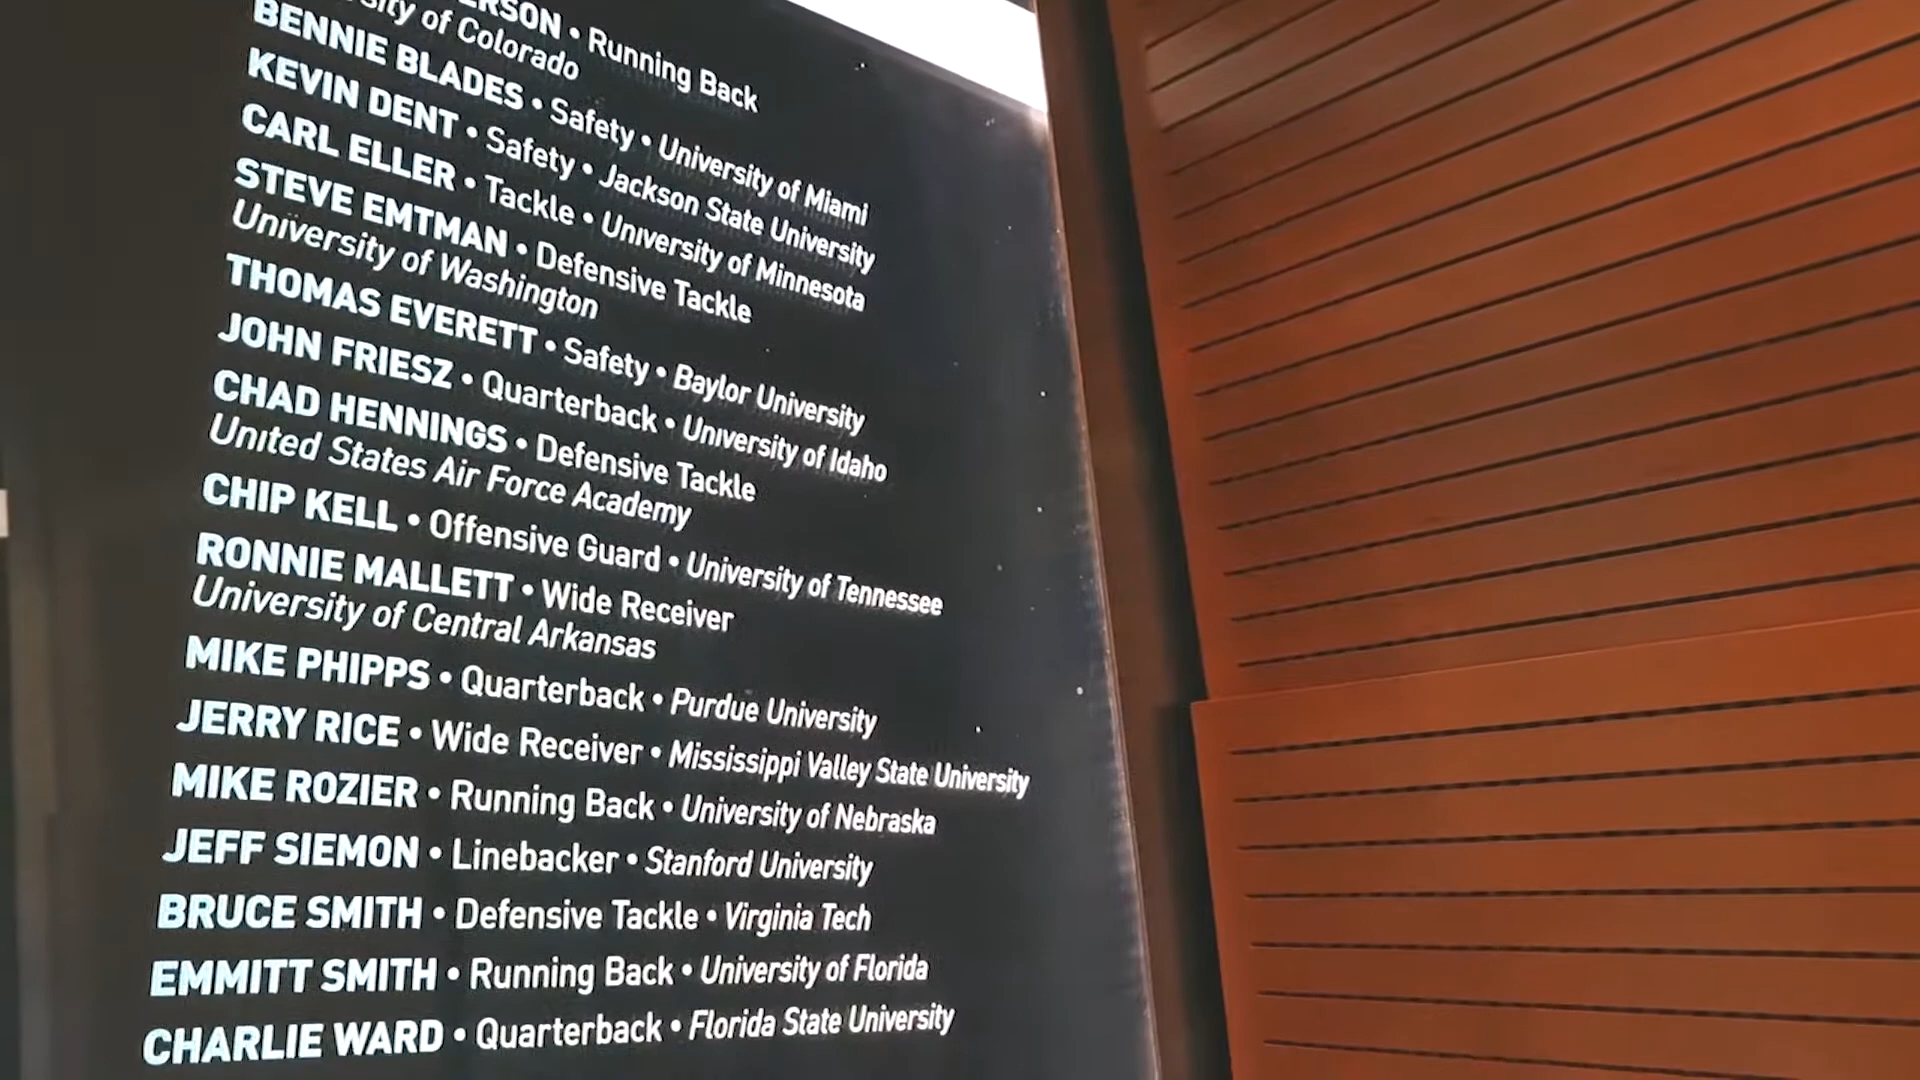 • Running Back
of Colorado
BENNIE BLADES • Safety • University of Miami
KEVIN DENT • Safety • Jackson State University
CARL ELLER • Tackle • University of Minnesota
STEVE EMTMAN • Defensive Tackle
University of Washington
THOMAS EVERETT • Safety • Baylor University
JOHN FRIESZ • Quarterback • University of Idaho
CHAD HENNINGS • Defensive Tackle
United States Air Force Academy
CHIP KELL • Offensive Guard • University of Tennessee
RONNIE MALLETT • Wide Receiver
University of Central Arkansas
MIKE PHIPPS • Quarterback • Purdue University
JERRY RICE • Wide Receiver • Mississippi Valley State University
MIKE ROZIER • Running Back • University of Nebraska
JEFF SIEMON • Linebacker • Stanford University
BRUCE SMITH • Defensive Tackle • Virginia Tech
EMMITT SMITH • Running Back • University of Florida
CHARLIE WARD • Quarterback • Florida State University